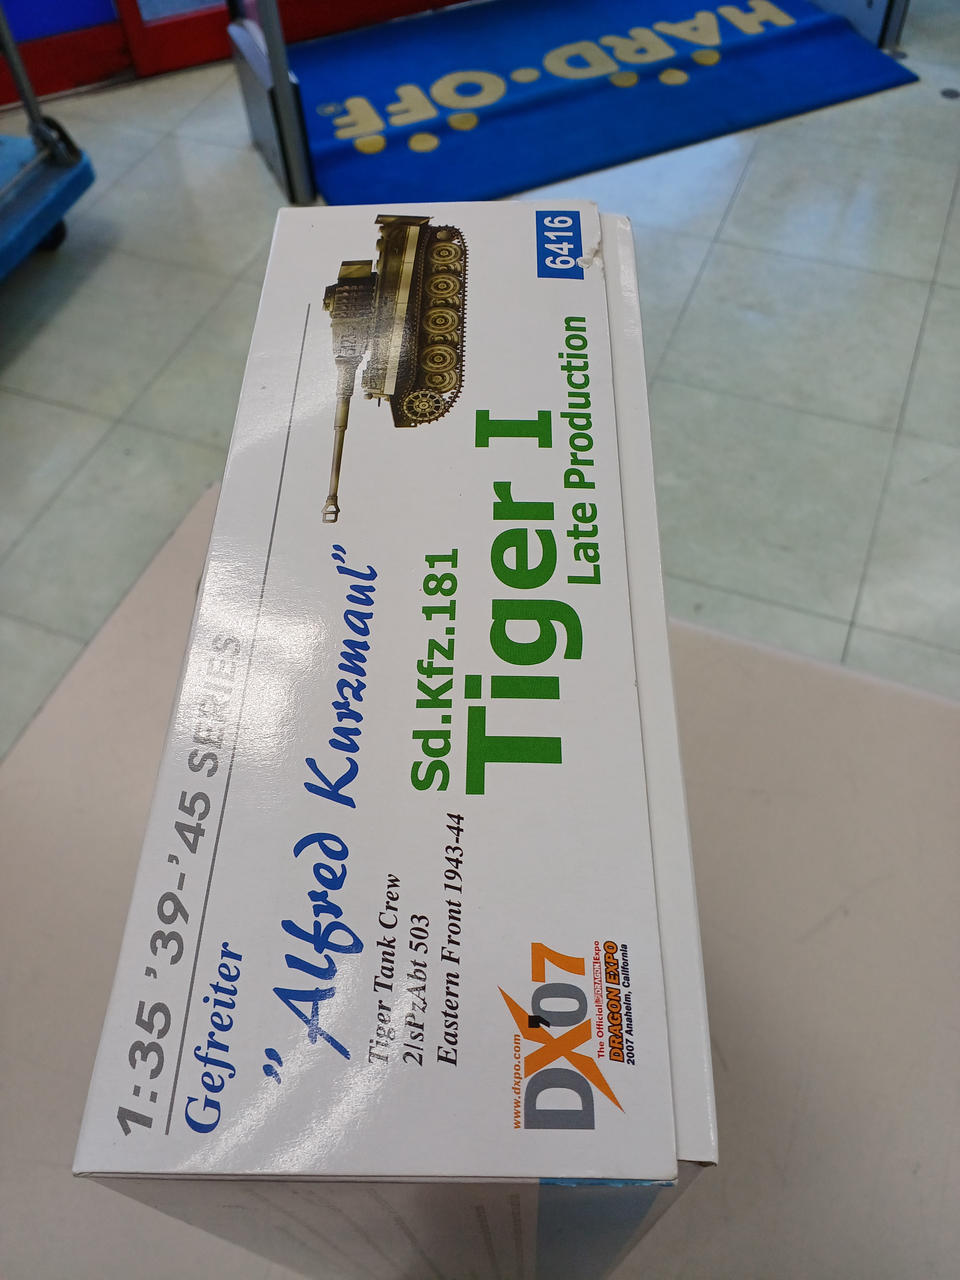 HARD·OFF®
1:35 '39-'45 SERIES
Gefreiter
"Alfred Kurzmaul"
Tiger Tank Crew
2/sPzAbt 503
Eastern Front 1943-44
Sd.Kfz.181
Tiger I
Late Production
6416
www.dxpo.com
DX'07
The Official DRAGON Expo
DRAGON EXPO
2007 Anaheim, California